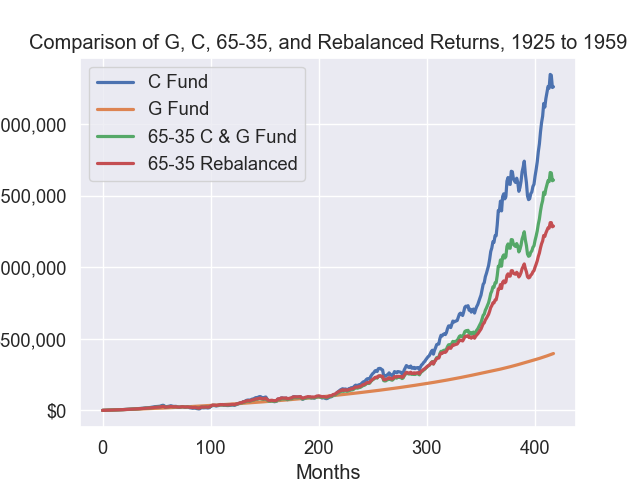 Comparison of G, C, 65-35, and Rebalanced Returns, 1925 to 1959
C Fund
G Fund
65-35 C & G Fund
65-35 Rebalanced
000,000
500,000
000,000
500,000
$0
0 100 200 300 400
Months